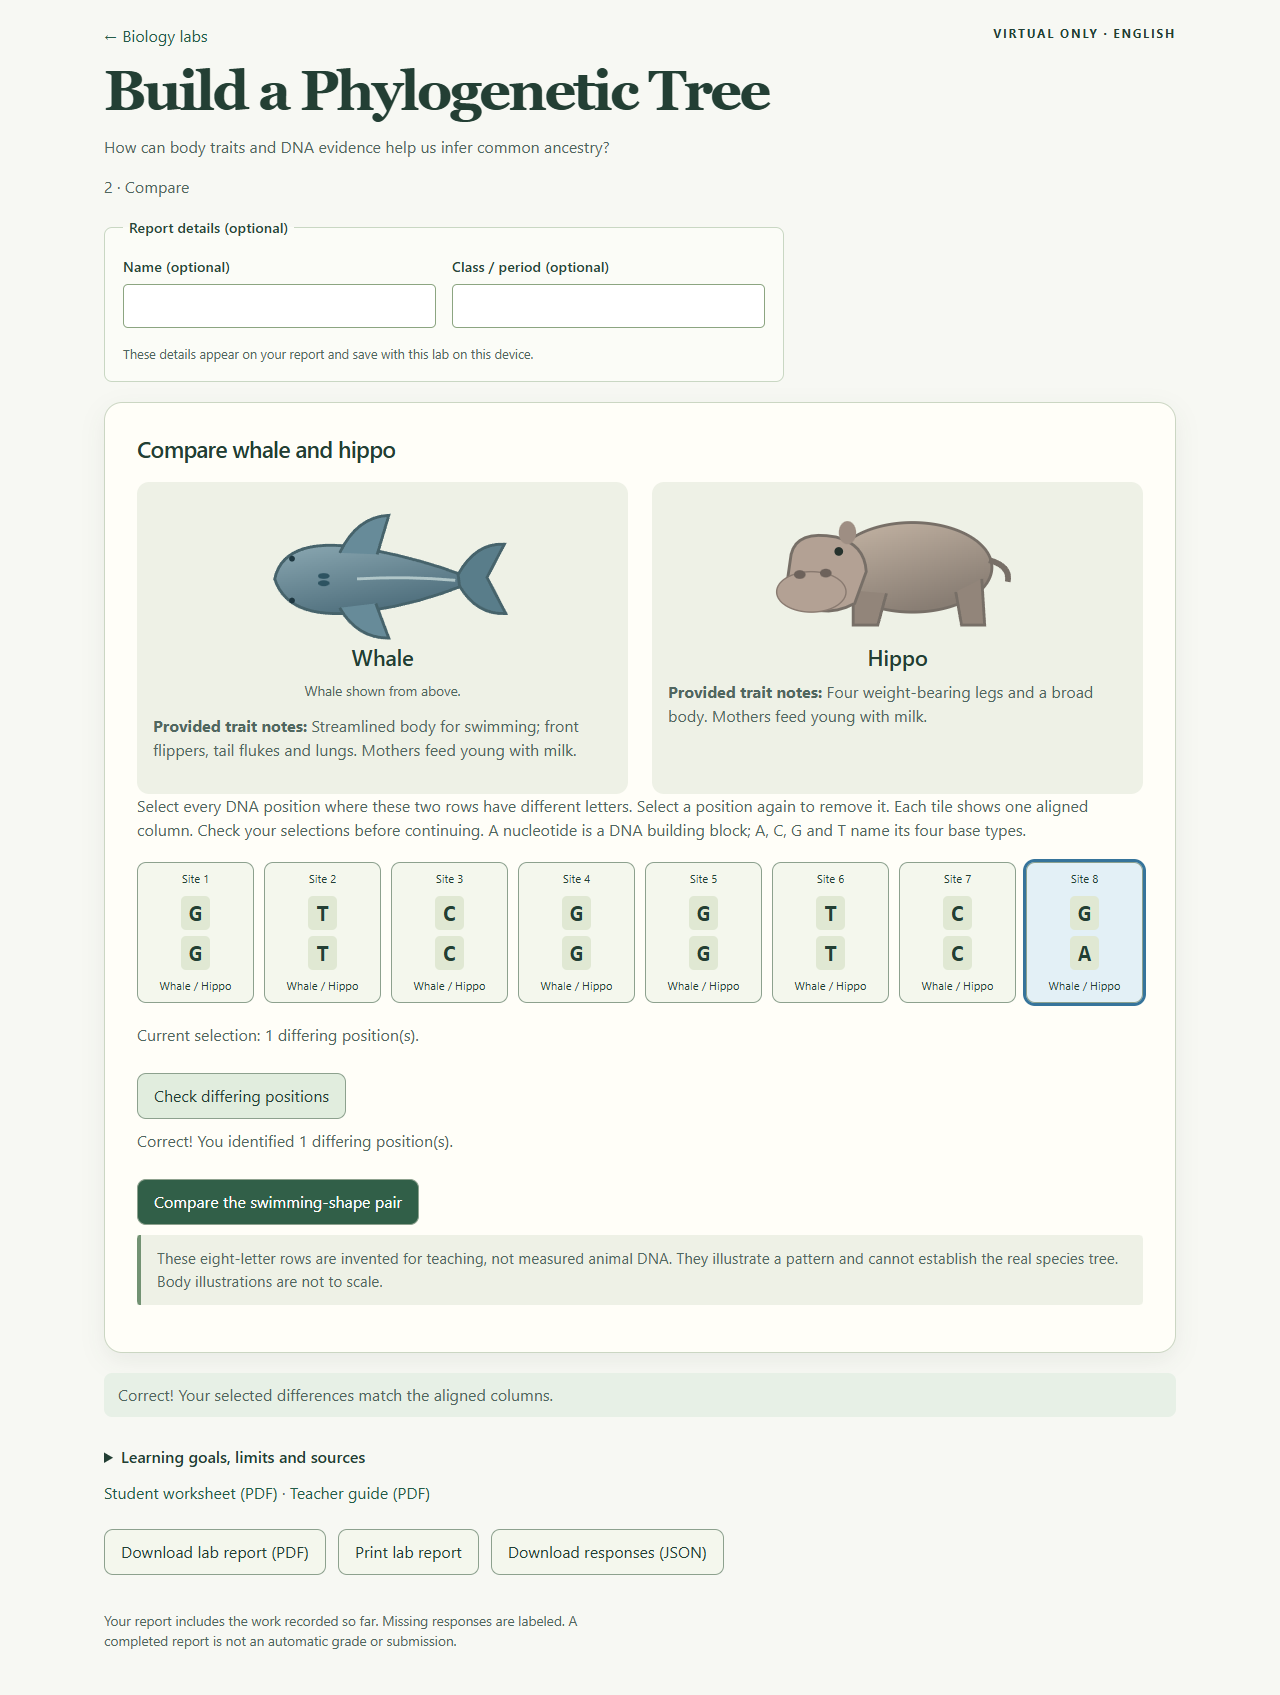 ← Biology labs
VIRTUAL ONLY · ENGLISH
Build a Phylogenetic Tree
How can body traits and DNA evidence help us infer common ancestry?
2 · Compare
Report details (optional)
Name (optional)
Class / period (optional)
These details appear on your report and save with this lab on this device.
Compare whale and hippo
Whale
Whale shown from above.
Provided trait notes: Streamlined body for swimming; front
flippers, tail flukes and lungs. Mothers feed young with milk.
Hippo
Provided trait notes: Four weight-bearing legs and a broad
body. Mothers feed young with milk.
Select every DNA position where these two rows have different letters. Select a position again to remove it. Each tile shows one aligned
column. Check your selections before continuing. A nucleotide is a DNA building block; A, C, G and T name its four base types.
Site 1
G
G
Whale / Hippo
Site 2
T
T
Whale / Hippo
Site 3
C
C
Whale / Hippo
Site 4
G
G
Whale / Hippo
Site 5
G
G
Whale / Hippo
Site 6
T
T
Whale / Hippo
Site 7
C
C
Whale / Hippo
Site 8
G
A
Whale / Hippo
Current selection: 1 differing position(s).
Check differing positions
Correct! You identified 1 differing position(s).
Compare the swimming-shape pair
These eight-letter rows are invented for teaching, not measured animal DNA. They illustrate a pattern and cannot establish the real species tree.
Body illustrations are not to scale.
Correct! Your selected differences match the aligned columns.
▶ Learning goals, limits and sources
Student worksheet (PDF) · Teacher guide (PDF)
Download lab report (PDF)
Print lab report
Download responses (JSON)
Your report includes the work recorded so far. Missing responses are labeled. A
completed report is not an automatic grade or submission.